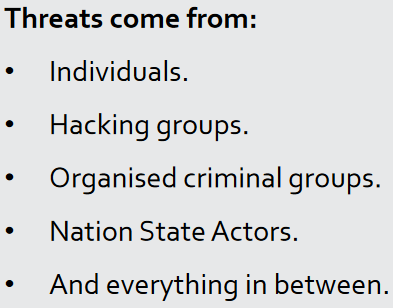 Threats come from:
• Individuals.
• Hacking groups.
• Organised criminal groups.
• Nation State Actors.
• And everything in between.